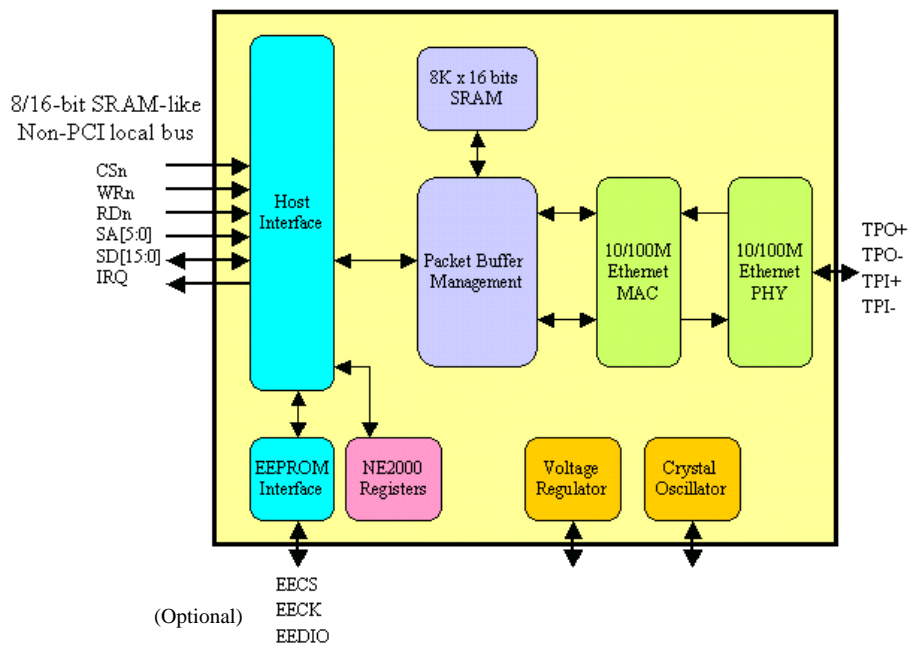 8/16-bit SRAM-like
Non-PCI local bus
CSn
WRn
RDn
SA[5:0]
SD[15:0]
IRQ
Host
Interface
8K x 16 bits
SRAM
Packet Buffer
Management
10/100M
Ethernet
MAC
10/100M
Ethernet
PHY
TPO+
TPO-
TPI+
TPI-
EEPROM
Interface
NE2000
Registers
Voltage
Regulator
Crystal
Oscillator
(Optional)
EECS
EECK
EEDIO